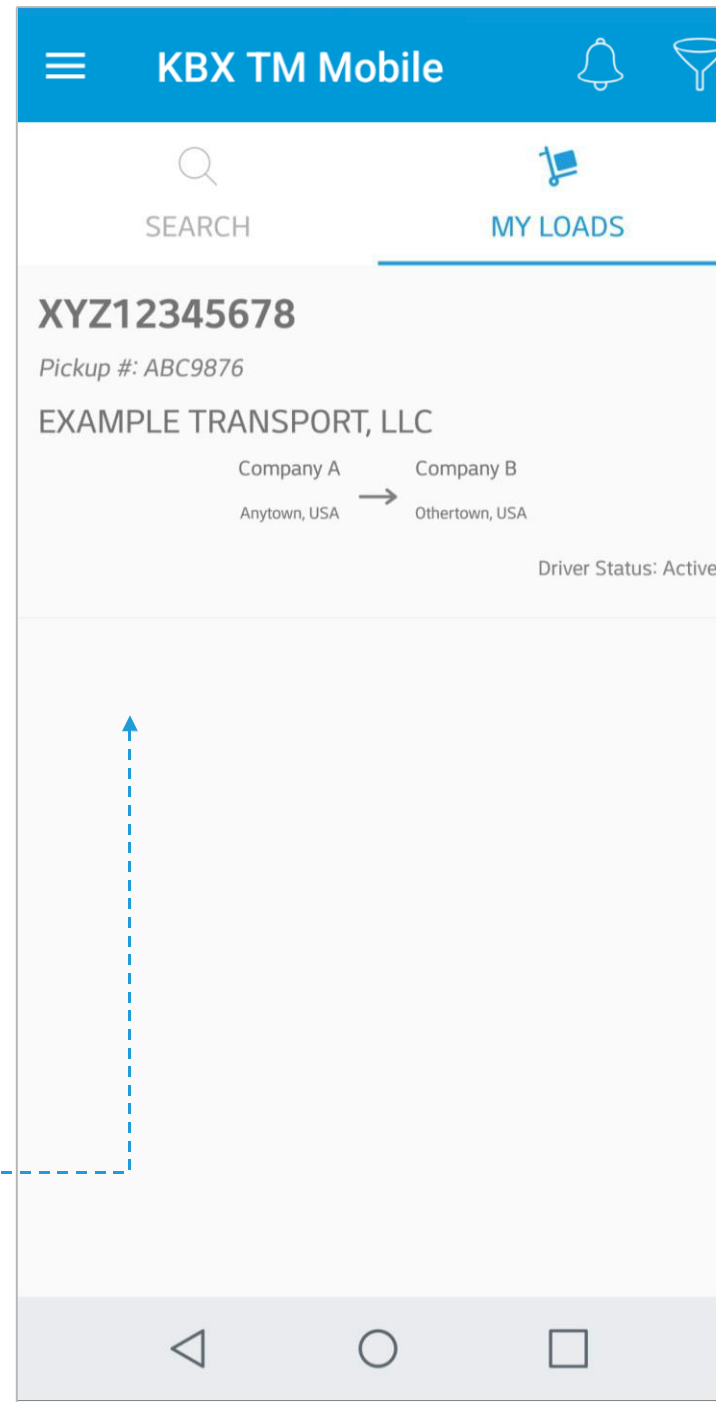 KBX TM Mobile
SEARCH
MY LOADS
XYZ12345678
Pickup #: ABC9876
EXAMPLE TRANSPORT, LLC
Company A
Company B
Anytown, USA
Othertown, USA
Driver Status: Active